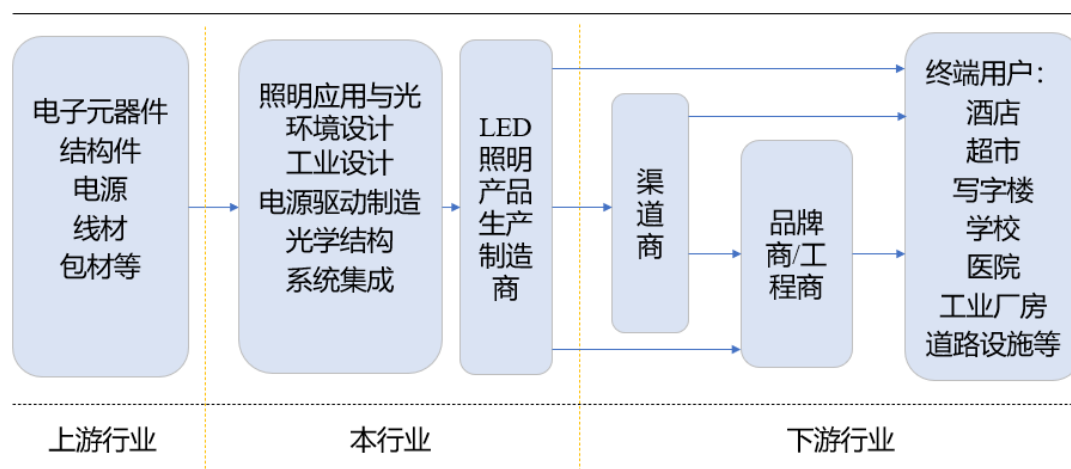 电子元器件
结构件
电源
线材
包材等
照明应用与光
环境设计
工业设计
电源驱动制造
光学结构
系统集成
LED
照明
产品
生产
制造
商
渠
道
商
品牌
商/工
程商
终端用户：
酒店
超市
写字楼
学校
医院
工业厂房
道路设施等
上游行业
本行业
下游行业